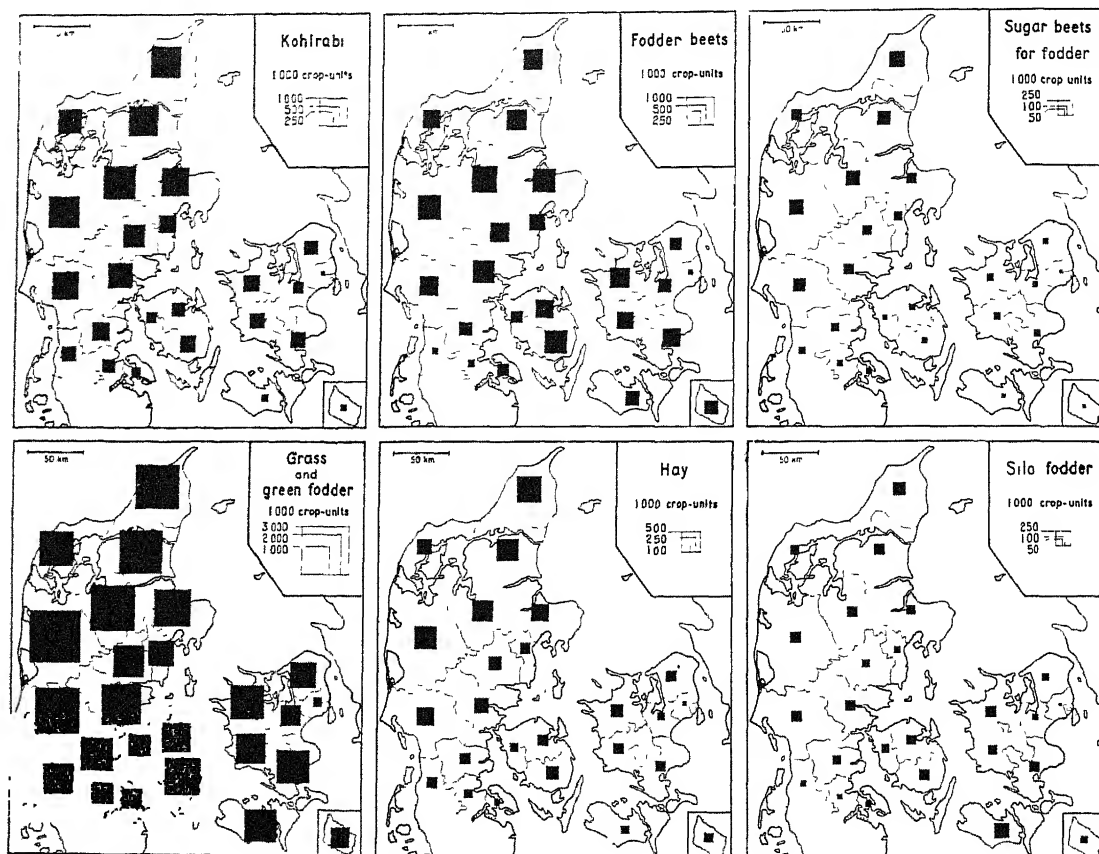 Kohlrabi
1000 crop-units
1000
500
250
km
Fodder beets
1000 crop-units
1000
500
250
Sugar beets
for fodder
1000 crop units
250
100
50
50 km
Grass
and
green fodder
1000 crop-units
3000
2000
1000
50 km
Hay
1000 crop-units
500
250
100
50 km
Silo fodder
1000 crop-units
250
100
50